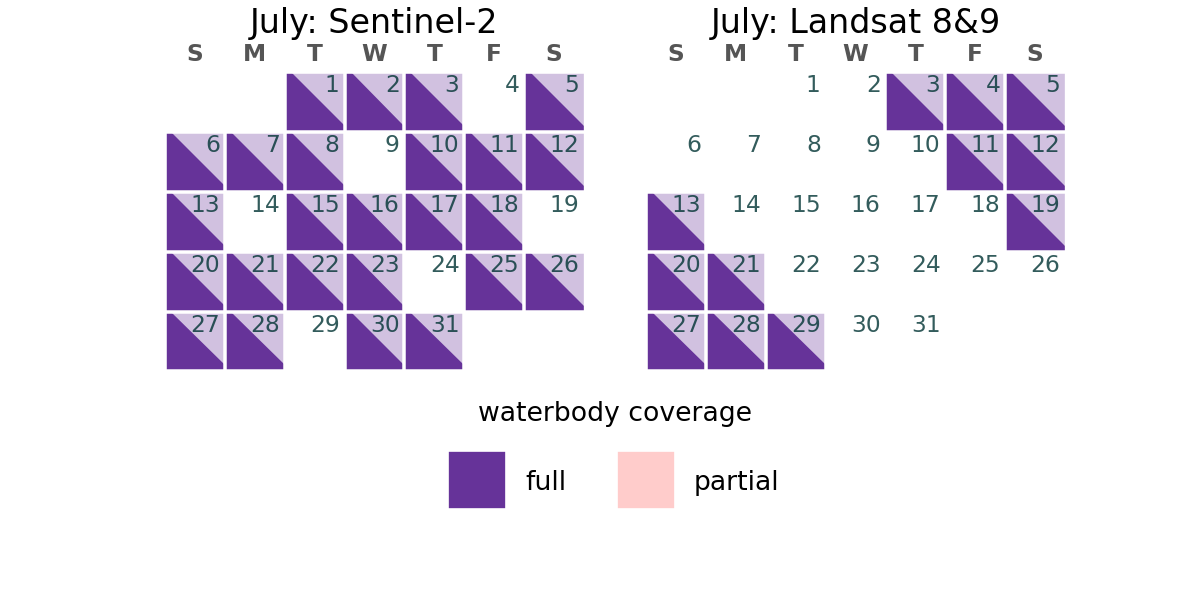 July: Sentinel-2
S M T W T F S
1 2 3 4 5
6 7 8 9 10 11 12
13 14 15 16 17 18 19
20 21 22 23 24 25 26
27 28 29 30 31
July: Landsat 8&9
S M T W T F S
1 2 3 4 5
6 7 8 9 10 11 12
13 14 15 16 17 18 19
20 21 22 23 24 25 26
27 28 29 30 31
waterbody coverage
full partial